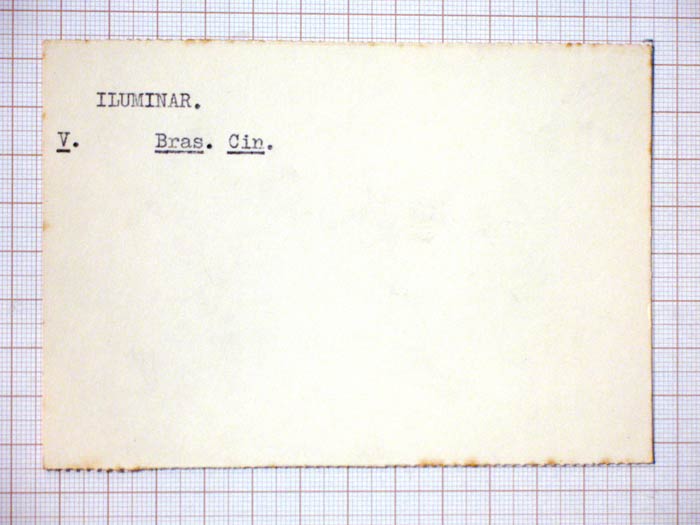 ILUMINAR.
V. Bras. Cin.